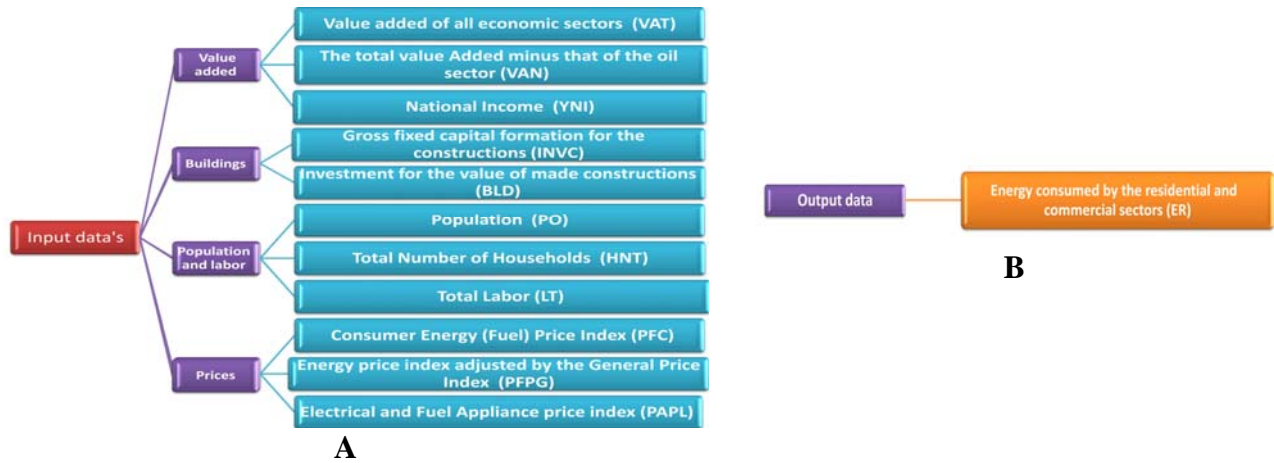 Input data's
Value
added
Value added of all economic sectors (VAT)
The total value Added minus that of the oil
sector (VAN)
National Income (YNI)
Buildings
Gross fixed capital formation for the
constructions (INVC)
Investment for the value of made constructions
(BLD)
Population
and labor
Population (PO)
Total Number of Households (HNT)
Total Labor (LT)
Prices
Consumer Energy (Fuel) Price Index (PFC)
Energy price index adjusted by the General Price
Index (PFPG)
Electrical and Fuel Appliance price index (PAPL)
A
Output data
Energy consumed by the residential and
commercial sectors (ER)
B